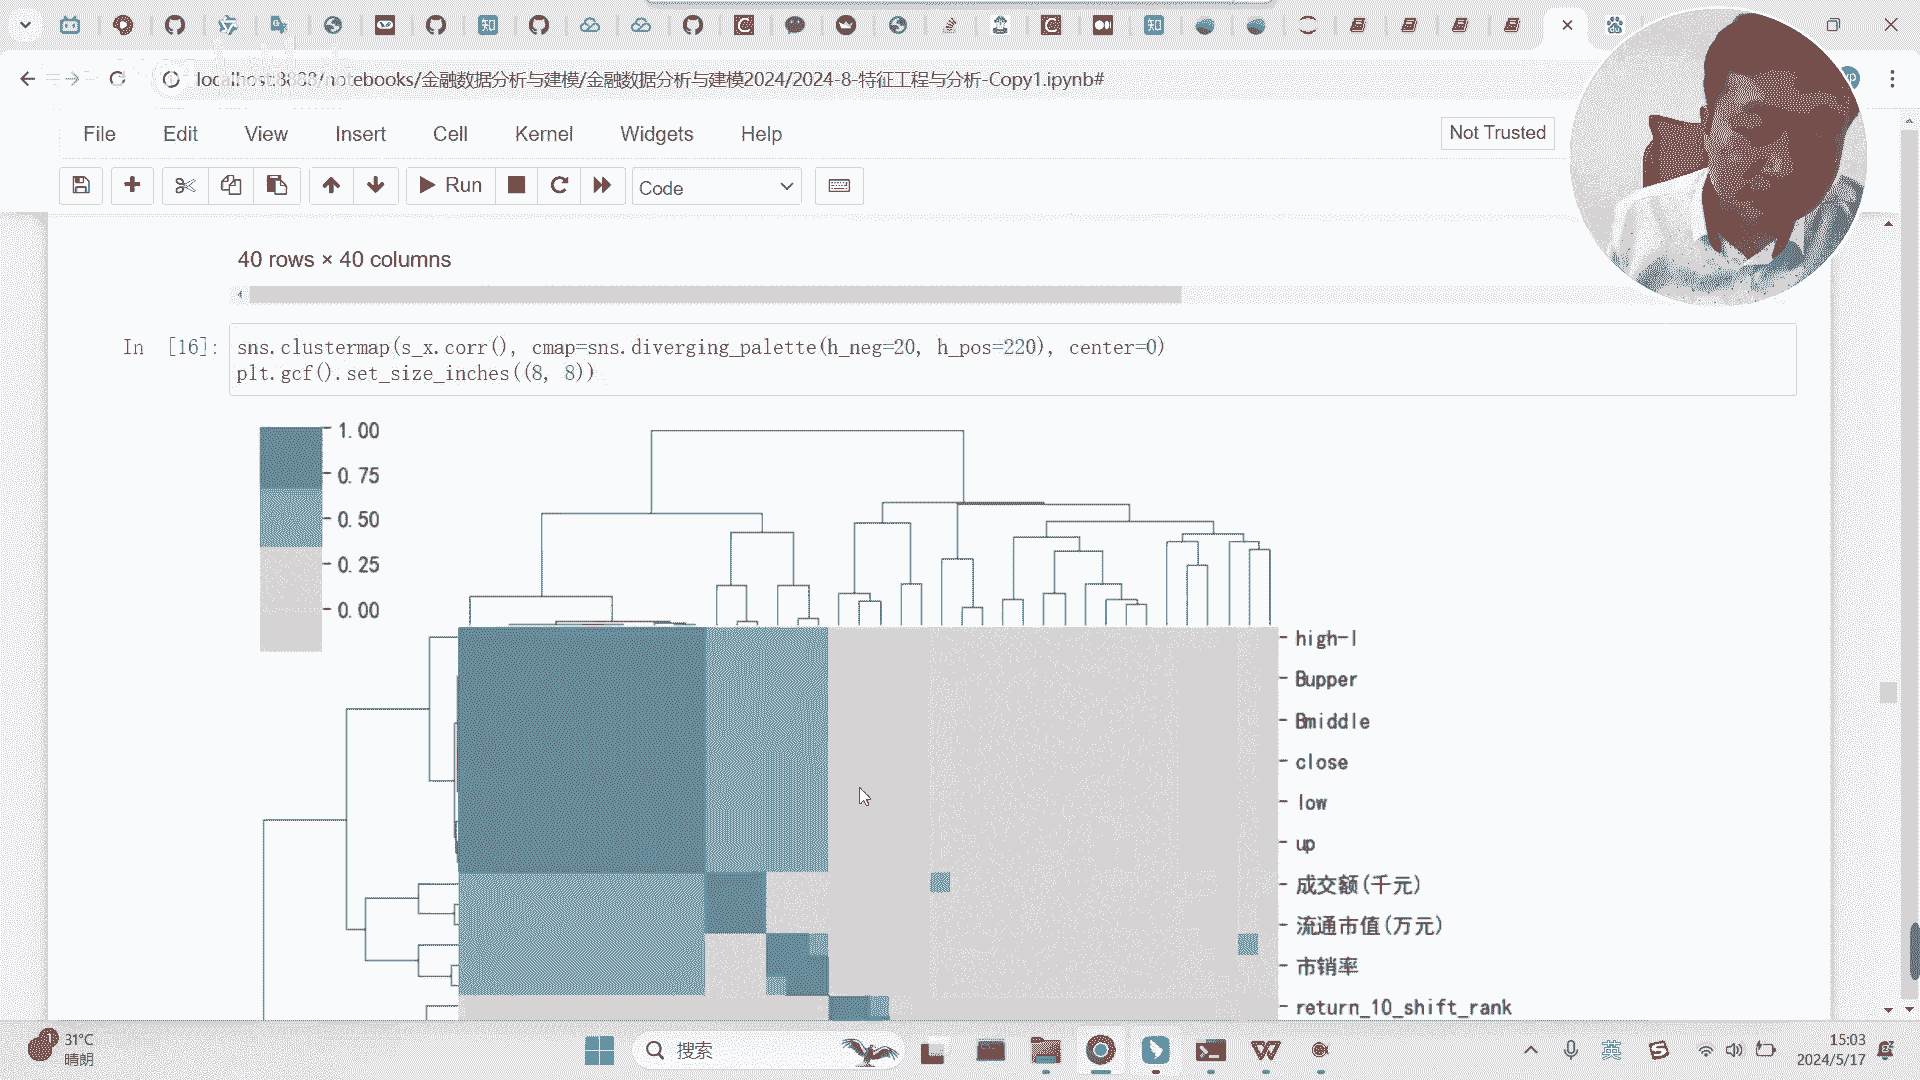 localhost:8888/notebooks/金融数据分析与建模/金融数据分析与建模2024/2024-8-特征工程与分析-Copy1.ipynb#
File Edit View Insert Cell Kernel Widgets Help
Not Trusted
Run
Code
40 rows × 40 columns
In [16]:
sns.clustermap(s_x.corr(), cmap=sns.diverging_palette(h_neg=20, h_pos=220), center=0)
plt.gcf().set_size_inches((8, 8))
1.00
0.75
0.50
0.25
0.00
high-l
Bupper
Bmiddle
close
low
up
成交额(千元)
流通市值(万元)
市销率
return_10_shift_rank
31°C
晴朗
搜索
英
15:03
2024/5/17